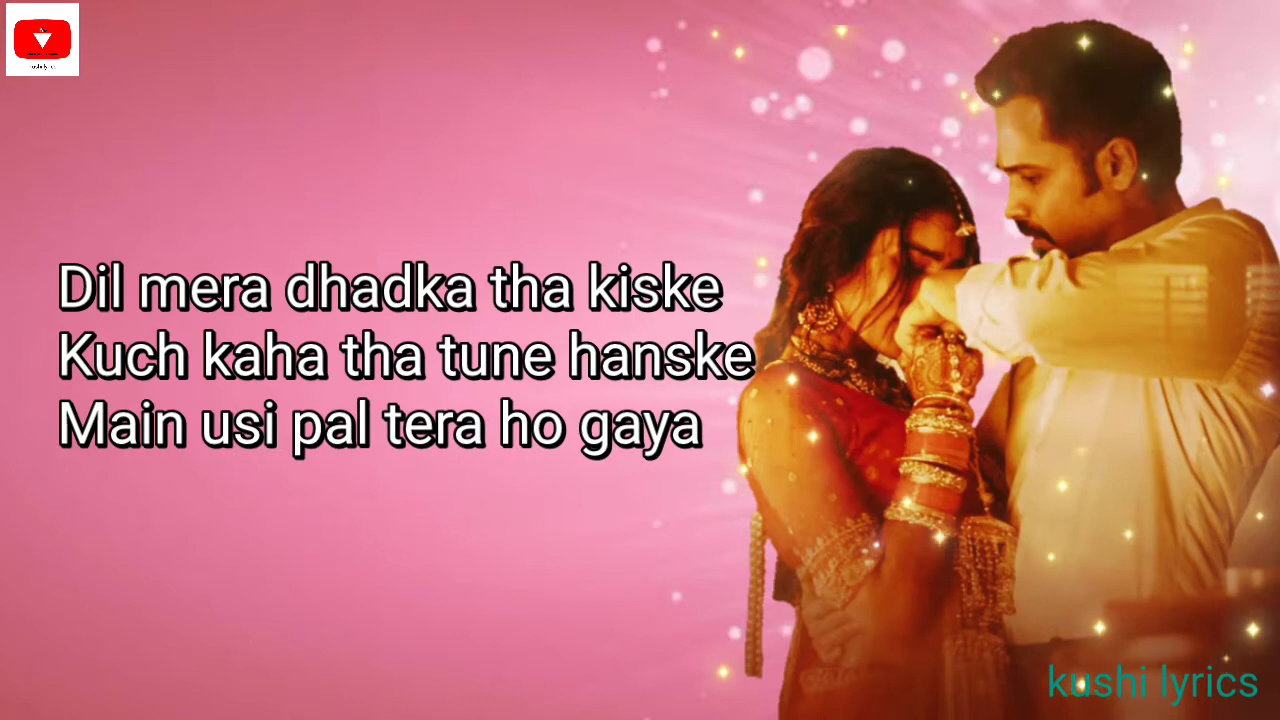 Dil mera dhadka tha kiske
Kuch kaha tha tune hanske
Main usi pal tera ho gaya
kushi lyrics